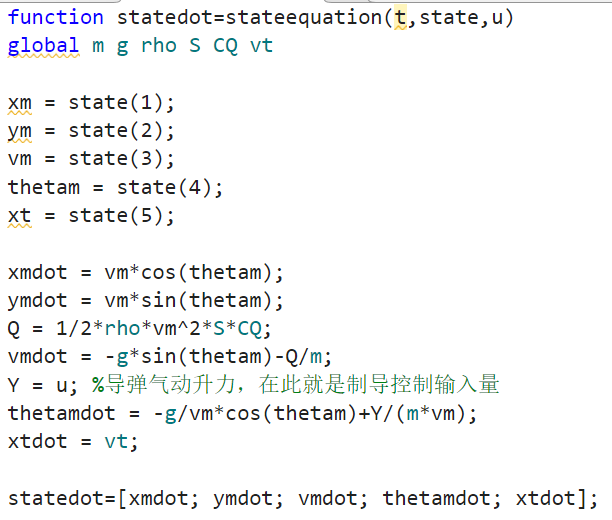 function statedot=stateequation(t,state,u)
global m g rho S CQ vt
xm = state(1);
ym = state(2);
vm = state(3);
thetam = state(4);
xt = state(5);
xmdot = vm*cos(thetam);
ymdot = vm*sin(thetam);
Q = 1/2*rho*vm^2*S*CQ;
vmdot = -g*sin(thetam)-Q/m;
Y = u; %导弹气动升力，在此就是制导控制输入量
thetamdot = -g/vm*cos(thetam)+Y/(m*vm);
xtdot = vt;
statedot=[xmdot; ymdot; vmdot; thetamdot; xtdot];